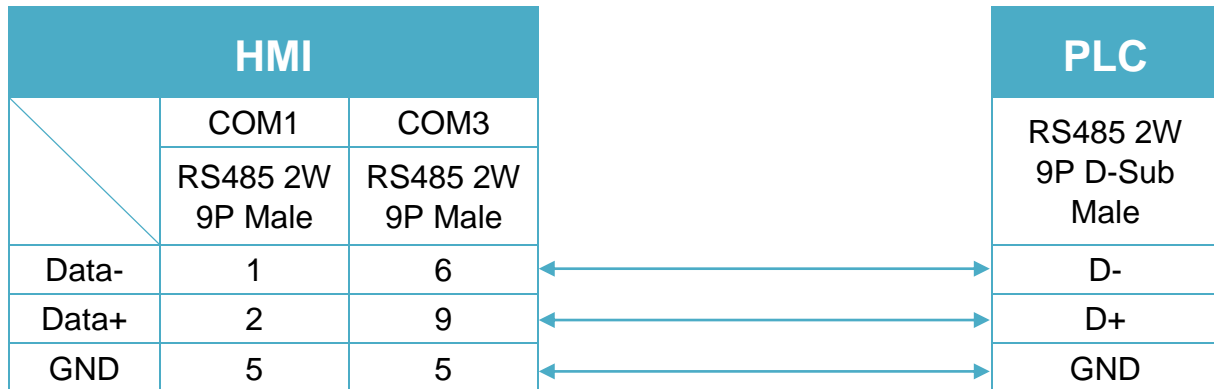 HMI PLC
COM1 COM3
RS485 2W
9P D-Sub
Male
RS485 2W RS485 2W
9P Male 9P Male
Data- 1 6 D-
Data+ 2 9 D+
GND 5 5 GND